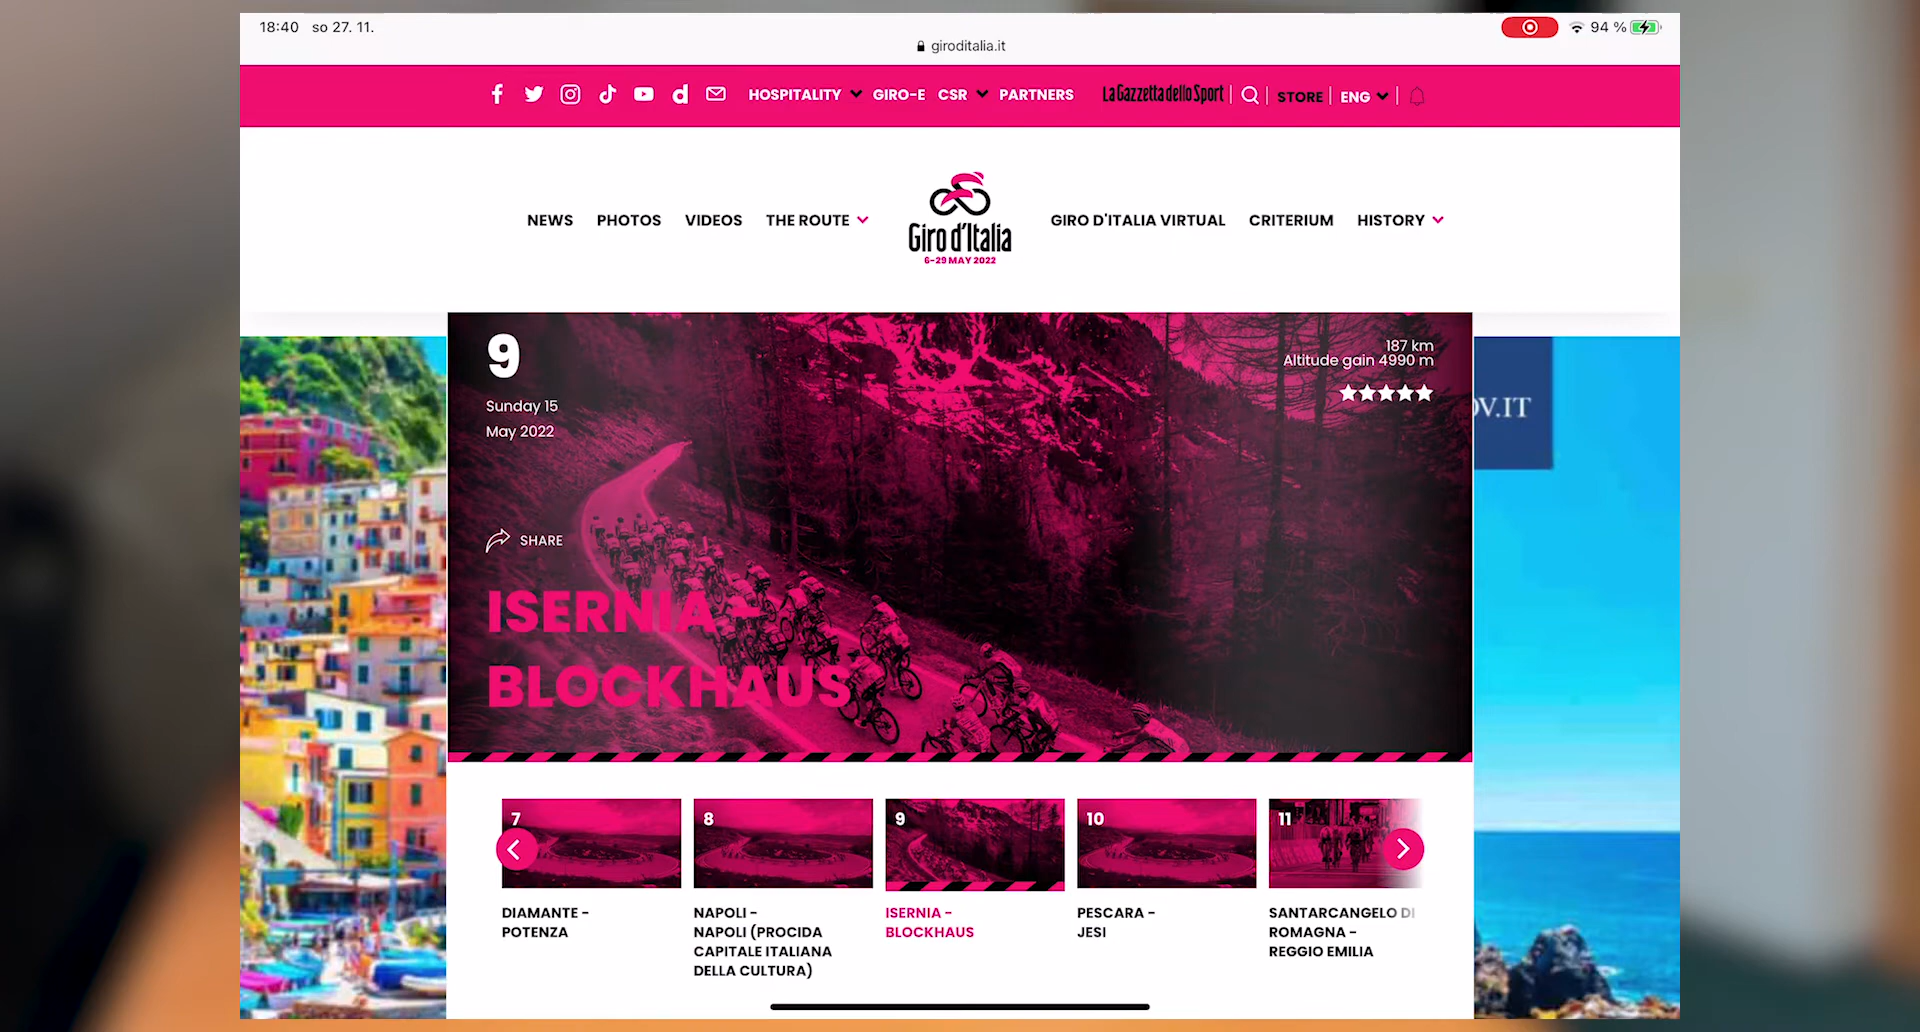 18:40 so 27. 11.
94 %
giroditalia.it
HOSPITALITY GIRO-E CSR PARTNERS La Gazzetta dello Sport STORE ENG
NEWS PHOTOS VIDEOS THE ROUTE
Giro d'Italia
6-29 MAY 2022
GIRO D'ITALIA VIRTUAL CRITERIUM HISTORY
9
Sunday 15
May 2022
187 km
Altitude gain 4990 m
SHARE
ISERNIA -
BLOCKHAUS
OV.IT
7
DIAMANTE -
POTENZA
8
NAPOLI -
NAPOLI (PROCIDA
CAPITALE ITALIANA
DELLA CULTURA)
9
ISERNIA -
BLOCKHAUS
10
PESCARA -
JESI
11
SANTARCANGELO DI
ROMAGNA -
REGGIO EMILIA